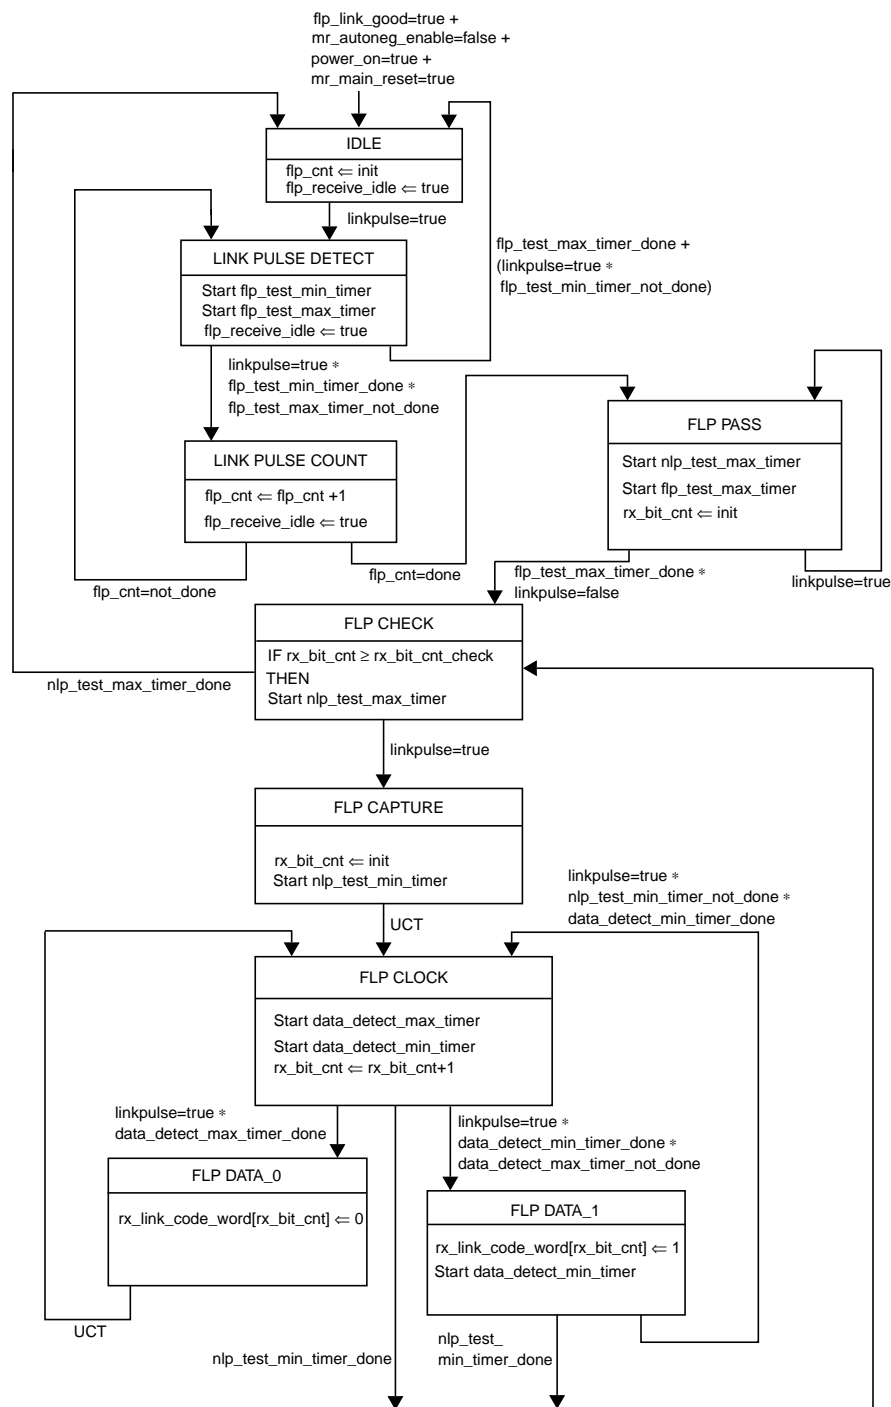 flp_link_good=true +
mr_autoneg_enable=false +
power_on=true +
mr_main_reset=true
IDLE
flp_cnt ⇐ init
flp_receive_idle ⇐ true
linkpulse=true
LINK PULSE DETECT
Start flp_test_min_timer
Start flp_test_max_timer
flp_receive_idle ⇐ true
flp_test_max_timer_done +
(linkpulse=true *
flp_test_min_timer_not_done)
linkpulse=true *
flp_test_min_timer_done *
flp_test_max_timer_not_done
LINK PULSE COUNT
flp_cnt ⇐ flp_cnt +1
flp_receive_idle ⇐ true
flp_cnt=not_done
flp_cnt=done
FLP PASS
Start nlp_test_max_timer
Start flp_test_max_timer
rx_bit_cnt ⇐ init
linkpulse=true
flp_test_max_timer_done *
linkpulse=false
FLP CHECK
IF rx_bit_cnt ≥ rx_bit_cnt_check
THEN
Start nlp_test_max_timer
nlp_test_max_timer_done
linkpulse=true
FLP CAPTURE
rx_bit_cnt ⇐ init
Start nlp_test_min_timer
UCT
linkpulse=true *
nlp_test_min_timer_not_done *
data_detect_min_timer_done
FLP CLOCK
Start data_detect_max_timer
Start data_detect_min_timer
rx_bit_cnt ⇐ rx_bit_cnt+1
linkpulse=true *
data_detect_max_timer_done
linkpulse=true *
data_detect_min_timer_done *
data_detect_max_timer_not_done
FLP DATA_0
rx_link_code_word[rx_bit_cnt] ⇐ 0
FLP DATA_1
rx_link_code_word[rx_bit_cnt] ⇐ 1
Start data_detect_min_timer
UCT
nlp_test_min_timer_done
nlp_test_
min_timer_done